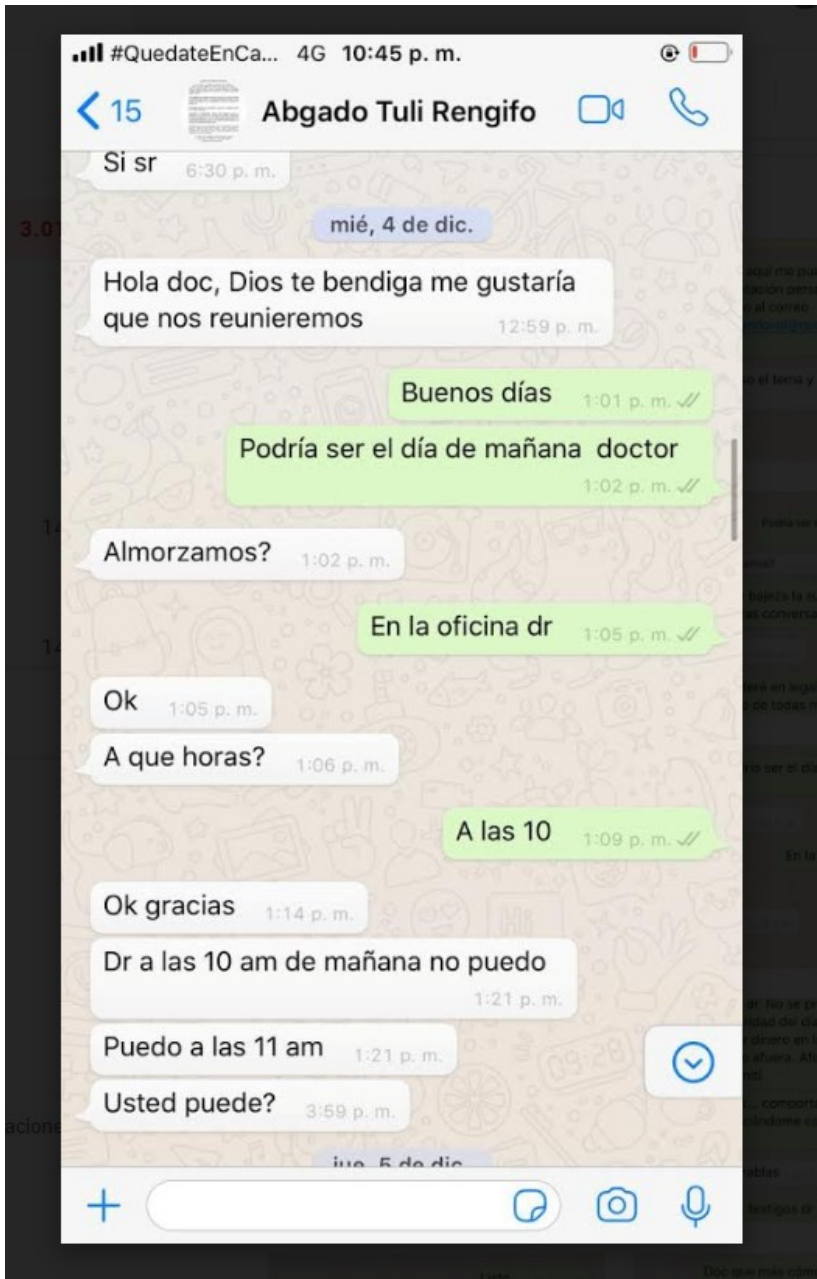 #QuedateEnCa... 4G 10:45 p. m.
15 Abgado Tuli Rengifo
Si sr 6:30 p. m.
mié, 4 de dic.
Hola doc, Dios te bendiga me gustaría
que nos reunieremos 12:59 p. m.
Buenos días 1:01 p. m.
Podría ser el día de mañana doctor
1:02 p. m.
Almorzamos? 1:02 p. m.
En la oficina dr 1:05 p. m.
Ok 1:05 p. m.
A que horas? 1:06 p. m.
A las 10 1:09 p. m.
Ok gracias 1:14 p. m.
Dr a las 10 am de mañana no puedo
1:21 p. m.
Puedo a las 11 am 1:21 p. m.
Usted puede? 3:59 p. m.
jue, 5 de dic.